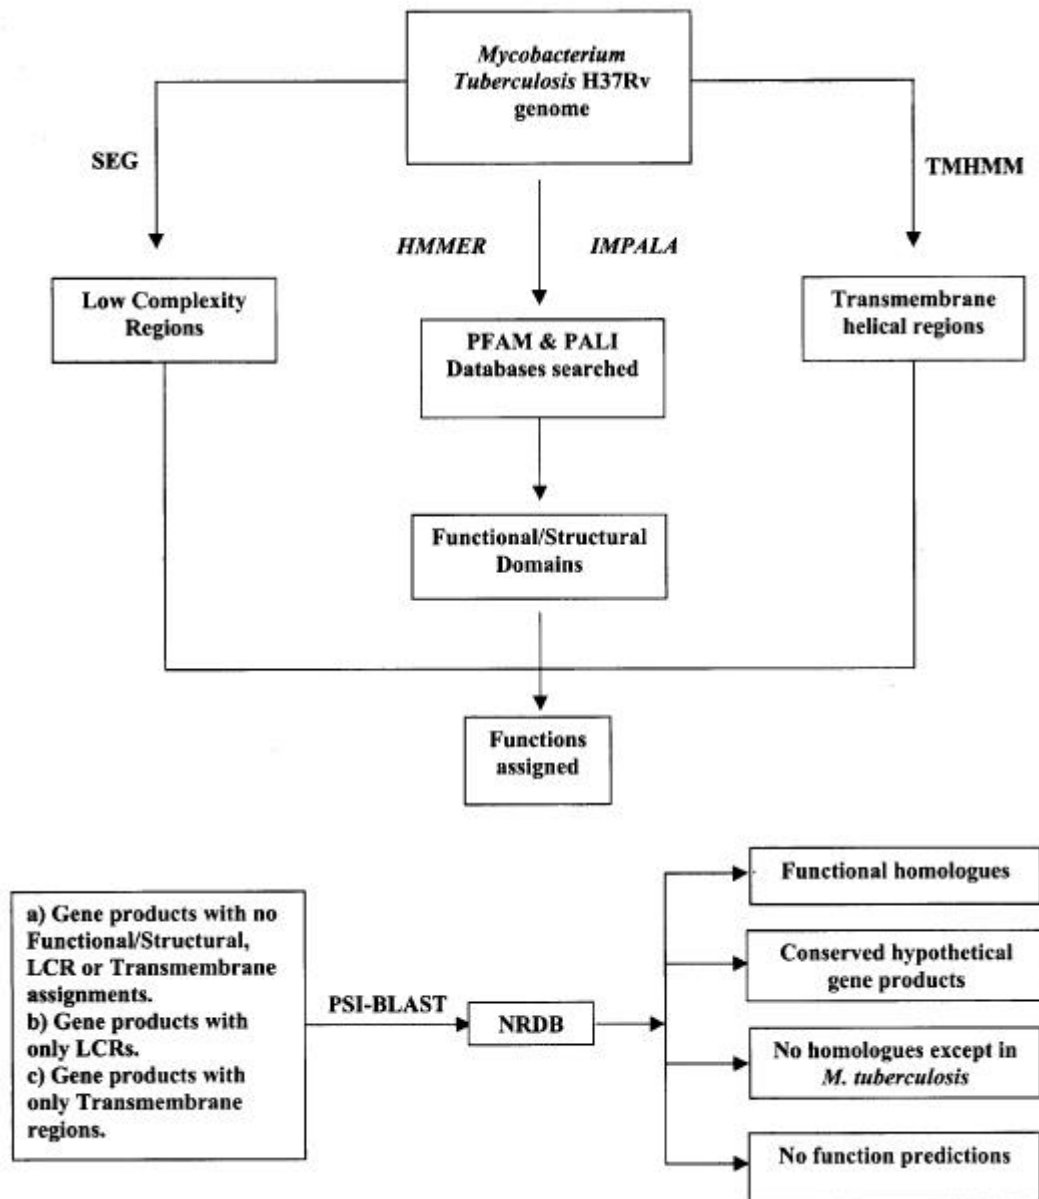 Mycobacterium
Tuberculosis H37Rv
genome
SEG
TMHMM
HMMER
IMPALA
Low Complexity
Regions
PFAM & PALI
Databases searched
Transmembrane
helical regions
Functional/Structural
Domains
Functions
assigned
a) Gene products with no
Functional/Structural,
LCR or Transmembrane
assignments.
b) Gene products with
only LCRs.
c) Gene products with
only Transmembrane
regions.
PSI-BLAST
NRDB
Functional homologues
Conserved hypothetical
gene products
No homologues except in
M. tuberculosis
No function predictions